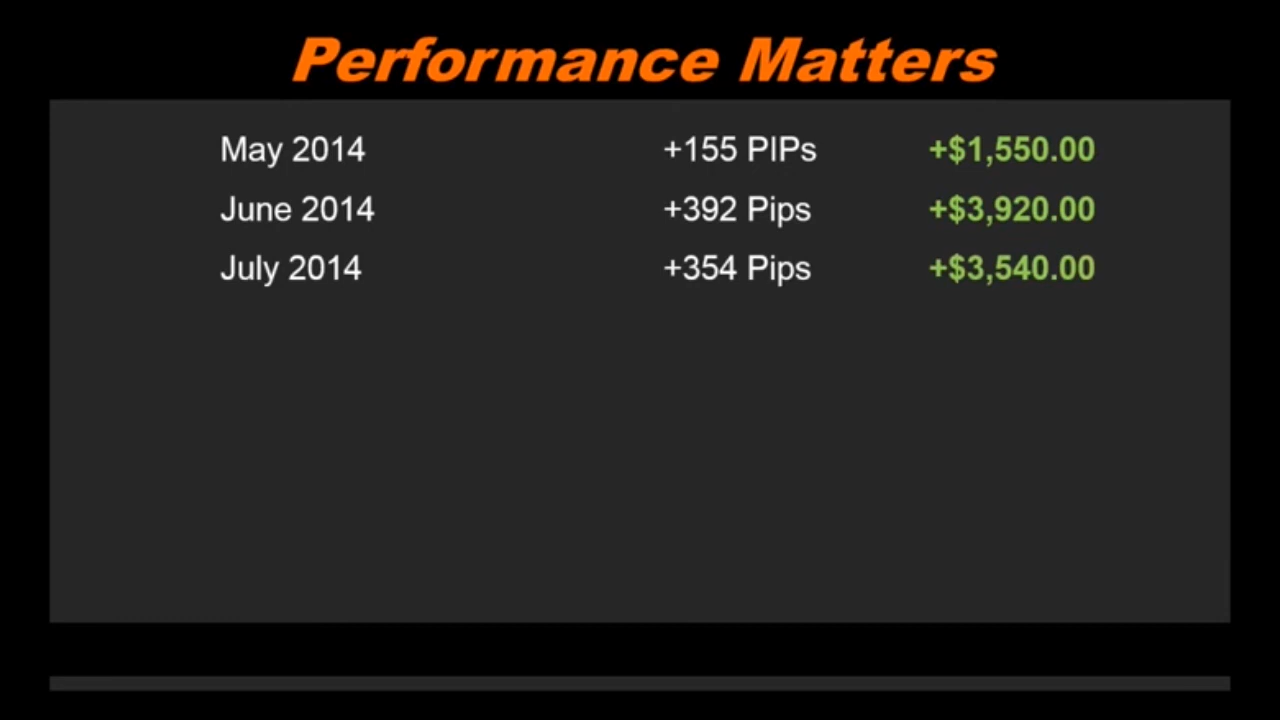 Performance Matters
May 2014 +155 PIPs +$1,550.00
June 2014 +392 Pips +$3,920.00
July 2014 +354 Pips +$3,540.00